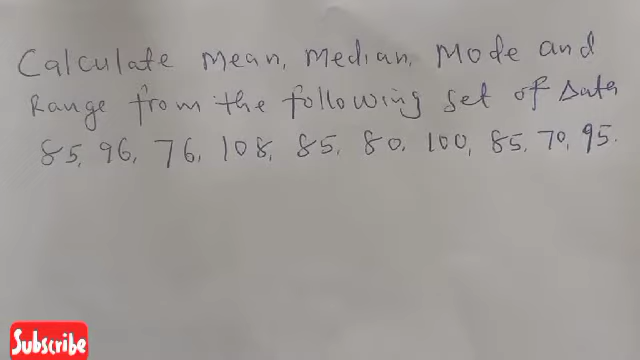 Calculate Mean, Median, Mode and
Range from the following set of Data
85, 96, 76, 108, 85, 80, 100, 85, 70, 95.
Subscribe